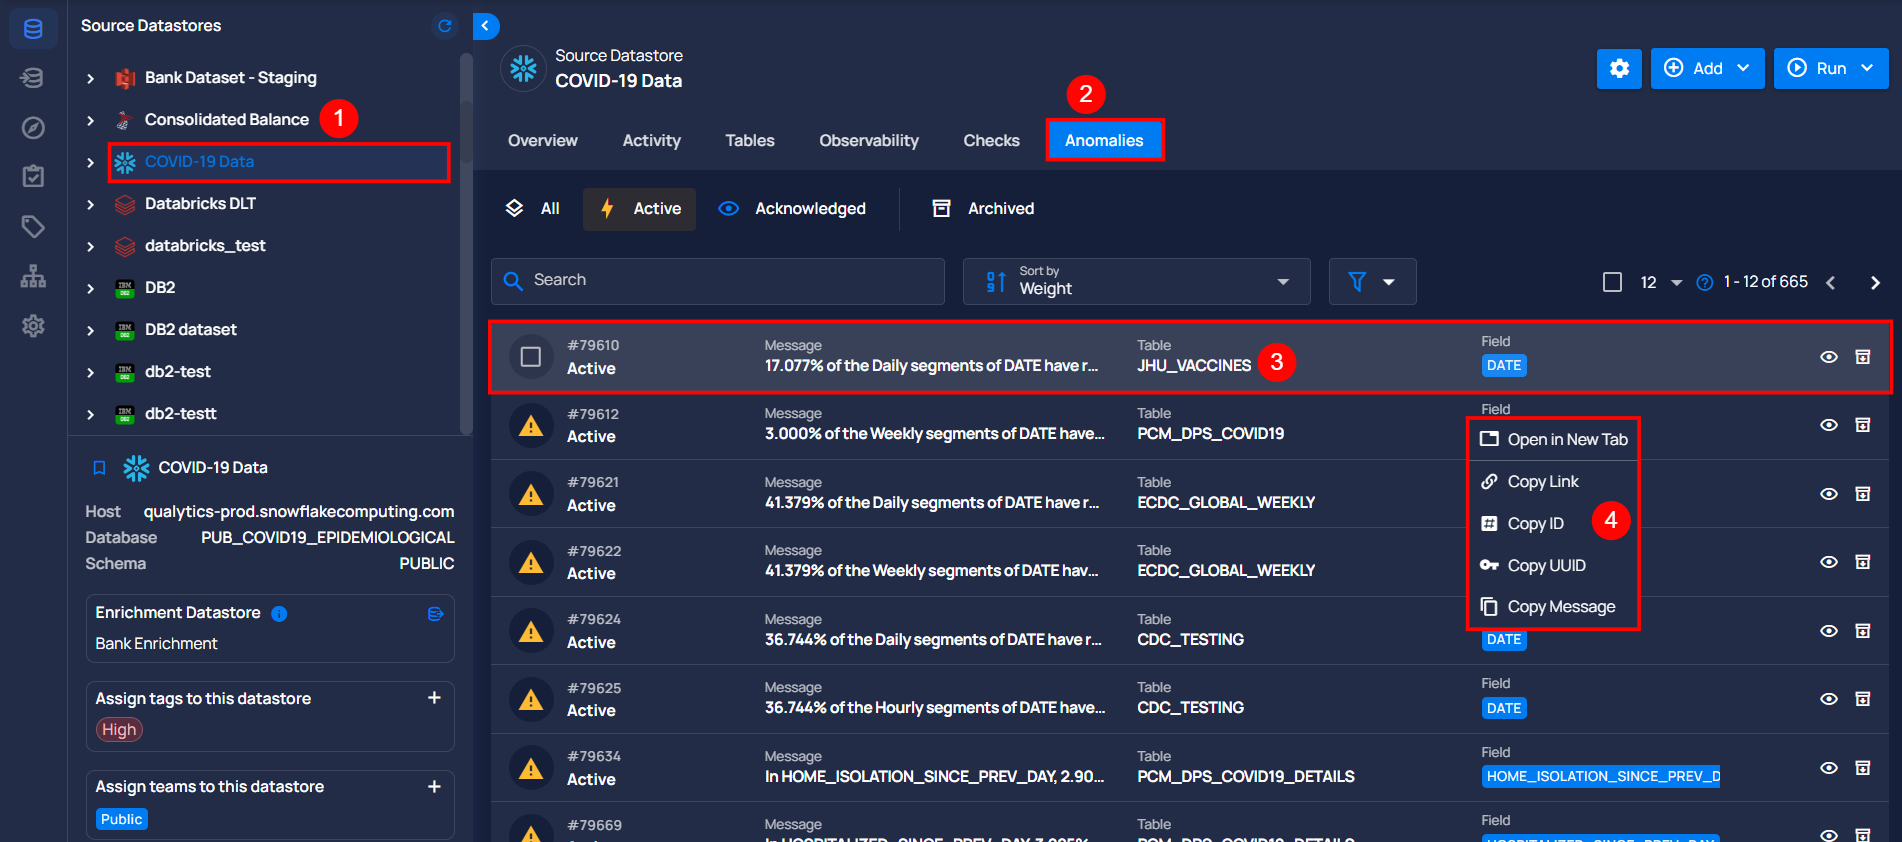 Source Datastores
Bank Dataset - Staging
Consolidated Balance
1
COVID-19 Data
Databricks DLT
databricks_test
DB2
DB2 dataset
db2-test
db2-testt
COVID-19 Data
Host qualytics-prod.snowflakecomputing.com
Database PUB_COVID19_EPIDEMIOLOGICAL
Schema PUBLIC
Enrichment Datastore
Bank Enrichment
Assign tags to this datastore
High
Assign teams to this datastore
Public
Source Datastore
COVID-19 Data
Add
Run
2
Overview Activity Tables Observability Checks Anomalies
All Active Acknowledged Archived
Search
Sort by
Weight
12 1 - 12 of 665
#79610 Message Table Field
Active 17.077% of the Daily segments of DATE have r... JHU_VACCINES DATE
3
#79612 Message Table Field
Active 3.000% of the Weekly segments of DATE have... PCM_DPS_COVID19
#79621 Message Table
Active 41.379% of the Daily segments of DATE have r... ECDC_GLOBAL_WEEKLY
#79622 Message Table
Active 41.379% of the Weekly segments of DATE hav... ECDC_GLOBAL_WEEKLY
#79624 Message Table
Active 36.744% of the Daily segments of DATE have r... CDC_TESTING DATE
Open in New Tab
Copy Link
Copy ID
4
Copy UUID
Copy Message
#79625 Message Table Field
Active 36.744% of the Hourly segments of DATE have... CDC_TESTING DATE
#79634 Message Table Field
Active In HOME_ISOLATION_SINCE_PREV_DAY, 2.90... PCM_DPS_COVID19_DETAILS HOME_ISOLATION_SINCE_PREV_D
#79669 Message Table Field